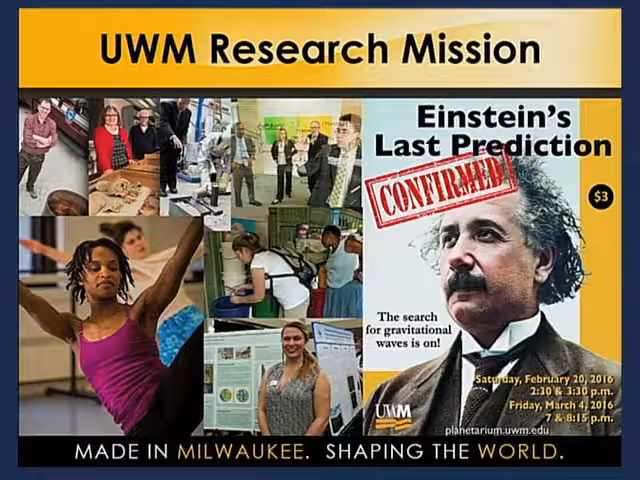 UWM Research Mission
Einstein's
Last Prediction
CONFIRMED
$3
The search
for gravitational
waves is on!
Saturday, February 20, 2016
2:30 & 3:30 p.m.
Friday, March 4, 2016
7 & 8:15 p.m.
UWM
planetarium.uwm.edu
MADE IN MILWAUKEE. SHAPING THE WORLD.